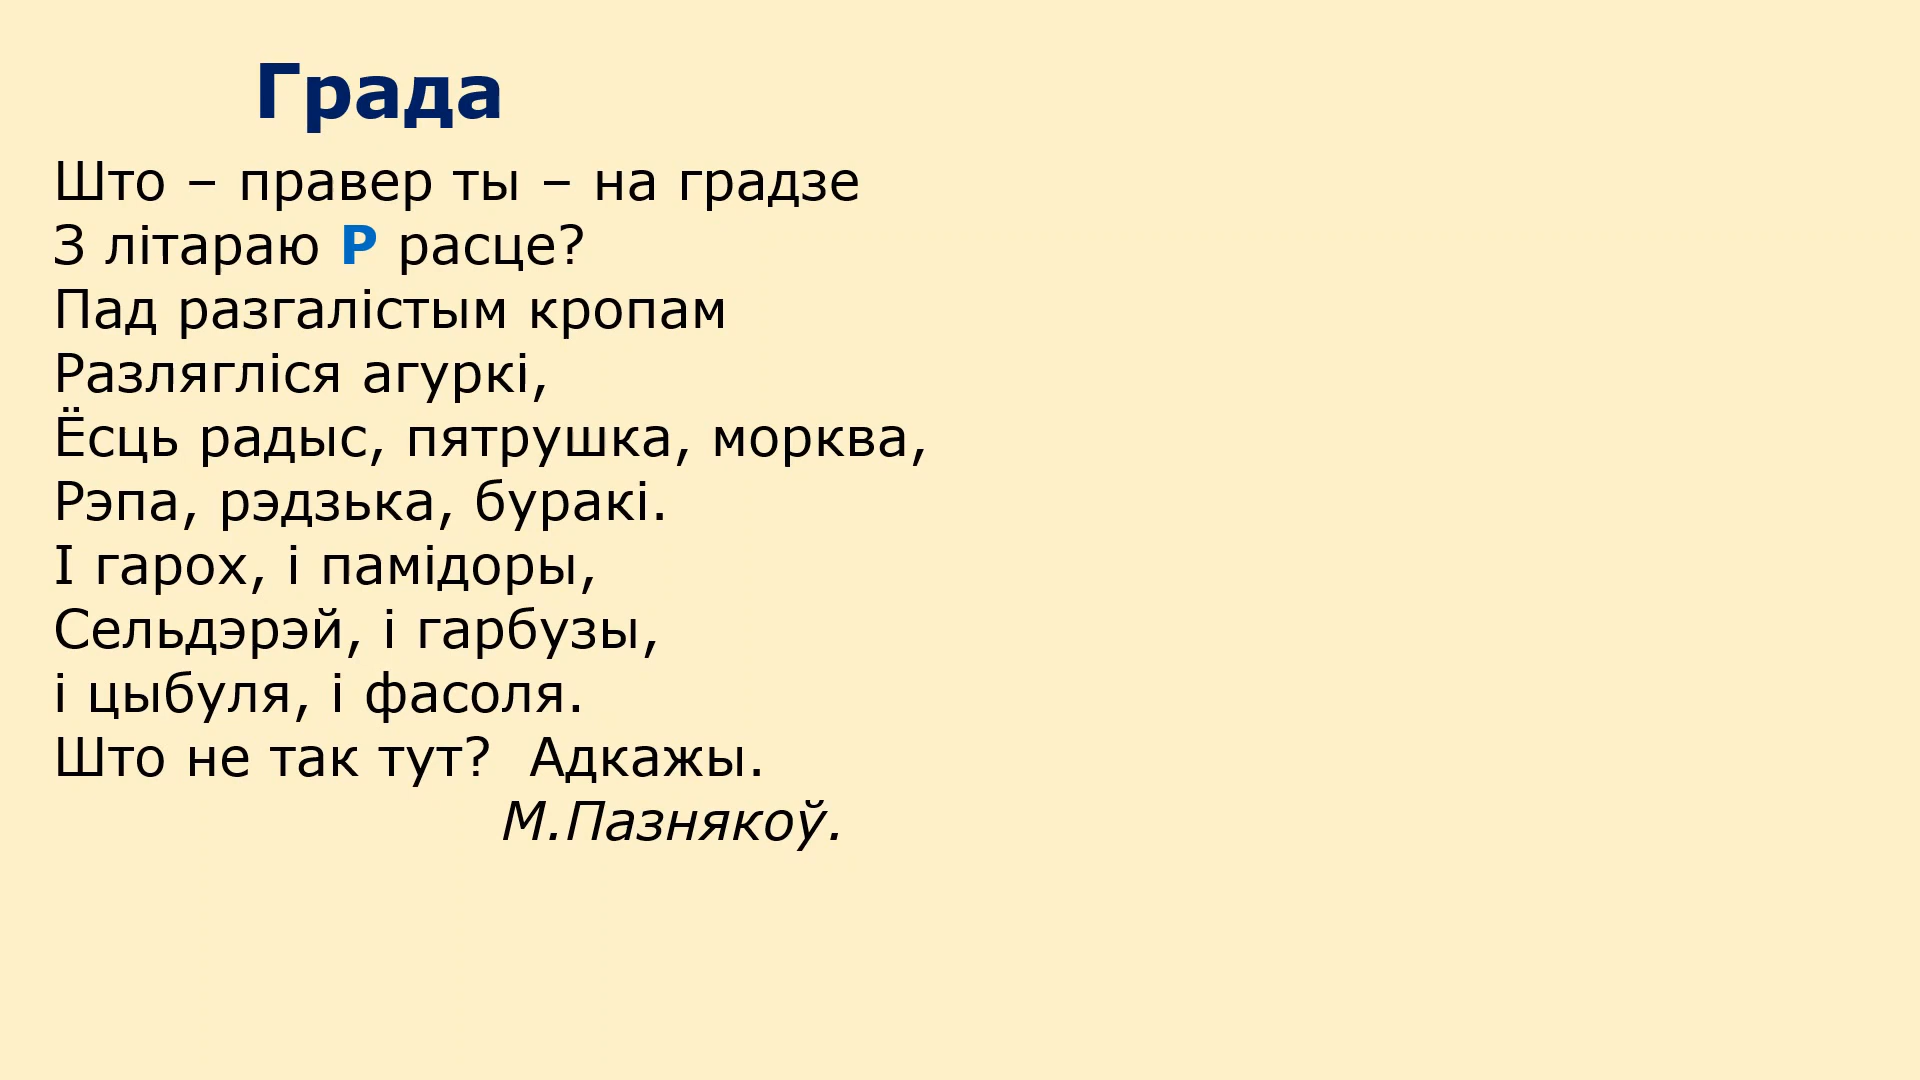 Града
Што – правер ты – на градзе
З літараю Р расце?
Пад разгалістым кропам
Разлягліся агуркі,
Ёсць радыс, пятрушка, морква,
Рэпа, рэдзька, буракі.
І гарох, і памідоры,
Сельдэрэй, і гарбузы,
і цыбуля, і фасоля.
Што не так тут?  Адкажы.
М.Пазнякоў.